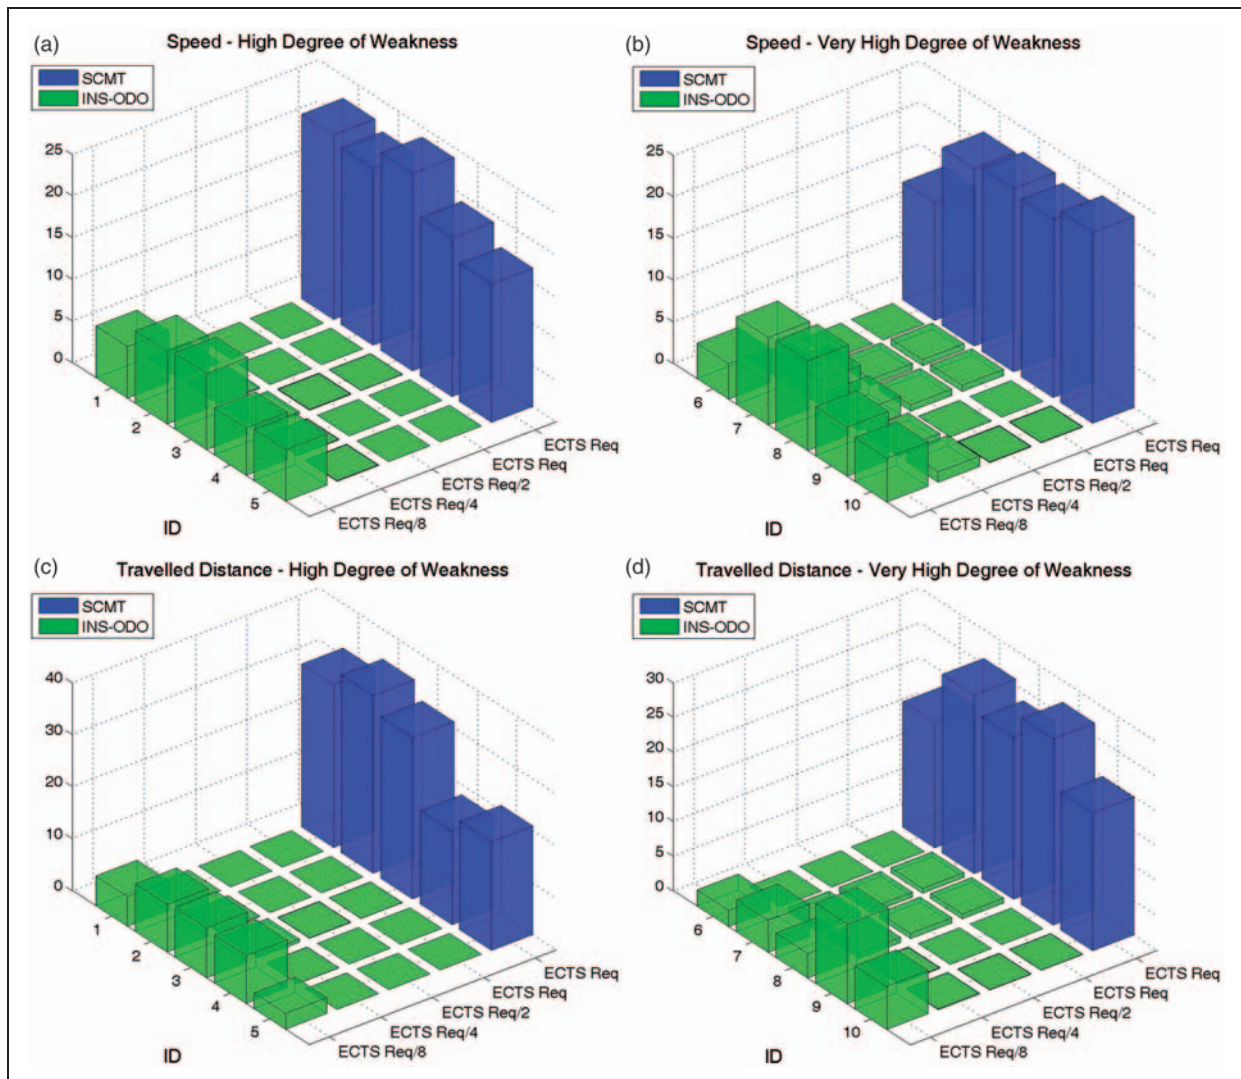 (a)
Speed - High Degree of Weakness
SCMT
INS-ODO
25
20
15
10
5
0
1
2
3
4
5
ID
ECTS Req
ECTS Req
ECTS Req/2
ECTS Req/4
ECTS Req/8
(b)
Speed - Very High Degree of Weakness
SCMT
INS-ODO
25
20
15
10
5
0
6
7
8
9
10
ID
ECTS Req
ECTS Req
ECTS Req/2
ECTS Req/4
ECTS Req/8
(c)
Travelled Distance - High Degree of Weakness
SCMT
INS-ODO
40
30
20
10
0
1
2
3
4
5
ID
ECTS Req
ECTS Req
ECTS Req/2
ECTS Req/4
ECTS Req/8
(d)
Travelled Distance - Very High Degree of Weakness
SCMT
INS-ODO
30
25
20
15
10
5
0
6
7
8
9
10
ID
ECTS Req
ECTS Req
ECTS Req/2
ECTS Req/4
ECTS Req/8